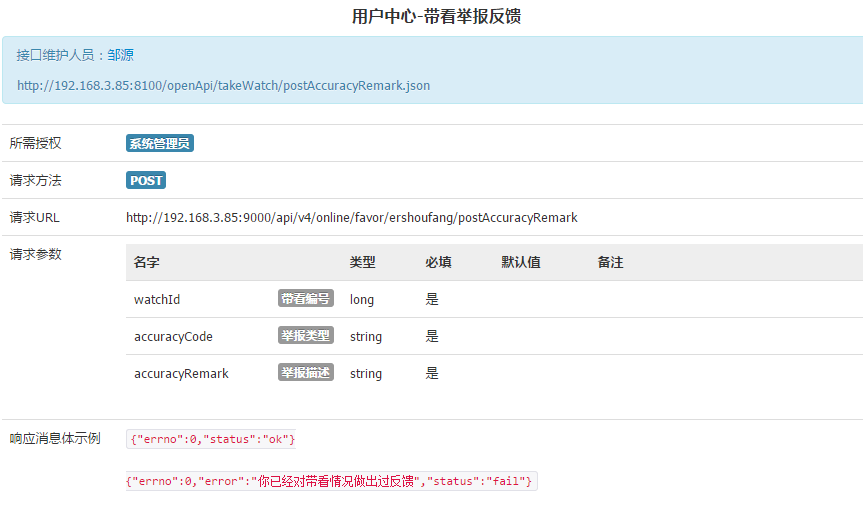 用户中心-带看举报反馈
接口维护人员：邹源
http://192.168.3.85:8100/openApi/takeWatch/postAccuracyRemark.json
所需授权 系统管理员
请求方法 POST
请求URL http://192.168.3.85:9000/api/v4/online/favor/ershoufang/postAccuracyRemark
请求参数
名字 类型 必填 默认值 备注
watchId 带看编号 long 是
accuracyCode 举报类型 string 是
accuracyRemark 举报描述 string 是
响应消息体示例 {"errno":0,"status":"ok"}
{"errno":0,"error":"你已经对带看情况做出过反馈","status":"fail"}